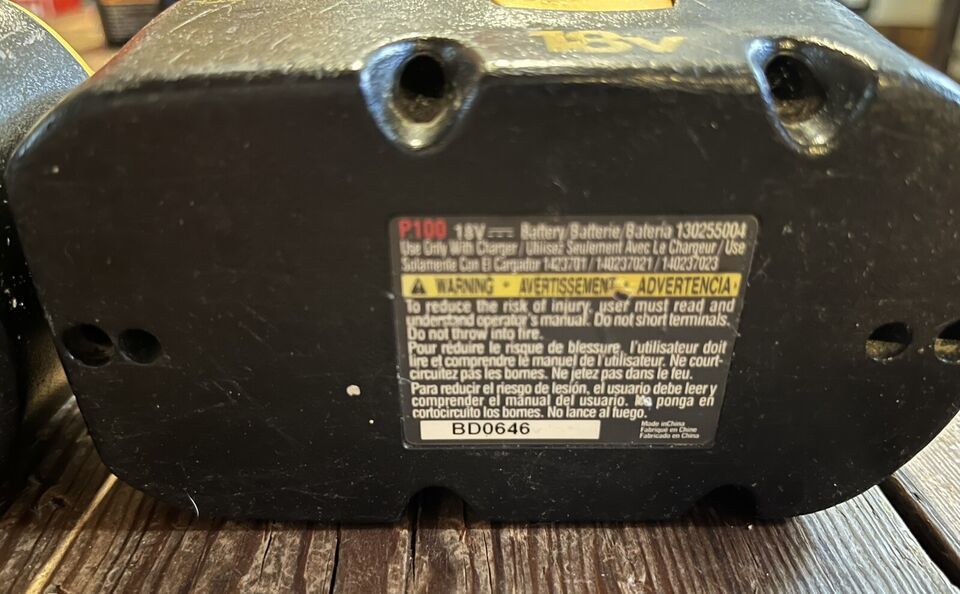 18v
P100 18V⎓ Battery/Batterie/Bateria 130255004
Use Only With Charger / Utilisez Seulement Avec Le Chargeur / Use
Solamente Con El Cargador 1423701 / 140237021 / 140237023
WARNING • AVERTISSEMENT • ADVERTENCIA
To reduce the risk of injury, user must read and
understand operator's manual. Do not short terminals.
Do not throw into fire.
Pour réduire le risque de blessure, l'utilisateur doit
lire et comprendre le manuel de l'utilisateur. Ne court-
circuitez pas les bornes. Ne jetez pas dans le feu.
Para reducir el riesgo de lesión, el usuario debe leer y
comprender el manual del usuario. No ponga en
cortocircuito los bornes. No lance al fuego.
BD0646
Made inChina
Fabriqué en Chine
Fabricado en China